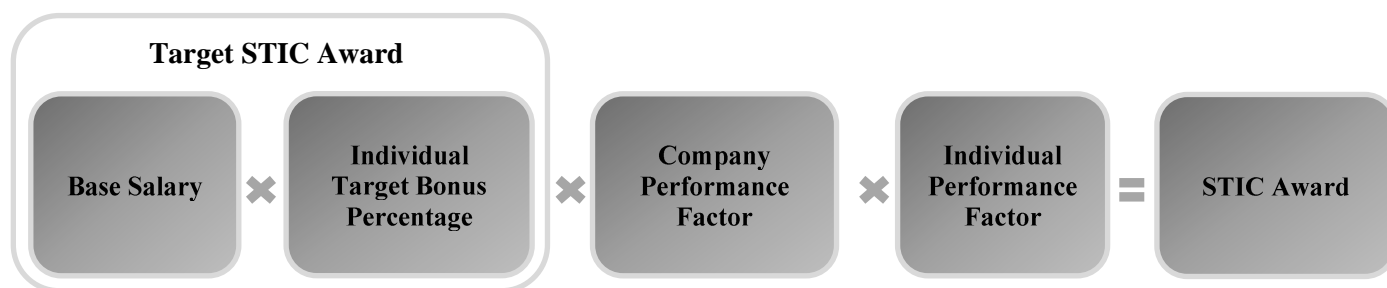 Target STIC Award
Base Salary
Individual
Target Bonus
Percentage
Company
Performance
Factor
Individual
Performance
Factor
STIC Award